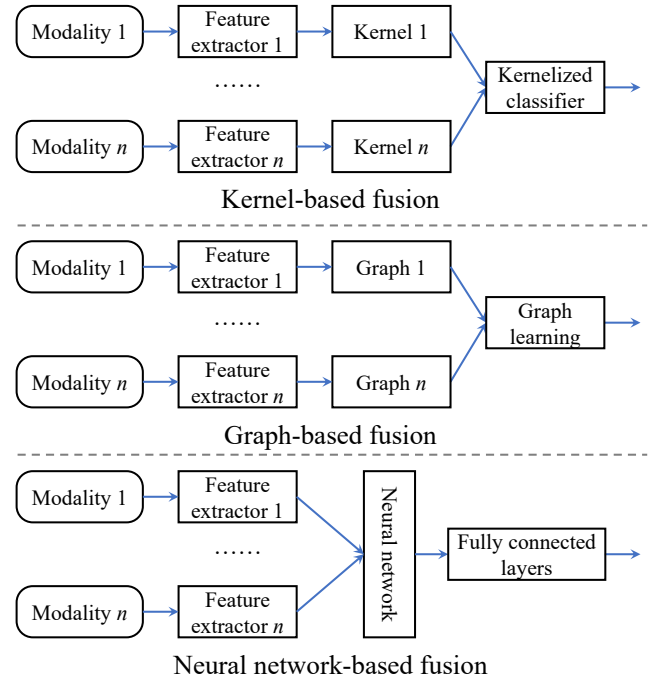 Modality 1
Feature
extractor 1
Kernel 1
……
Kernelized
classifier
Modality n
Feature
extractor n
Kernel n
Kernel-based fusion
Modality 1
Feature
extractor 1
Graph 1
……
Graph
learning
Modality n
Feature
extractor n
Graph n
Graph-based fusion
Modality 1
Feature
extractor 1
……
Neural network
Fully connected
layers
Modality n
Feature
extractor n
Neural network-based fusion